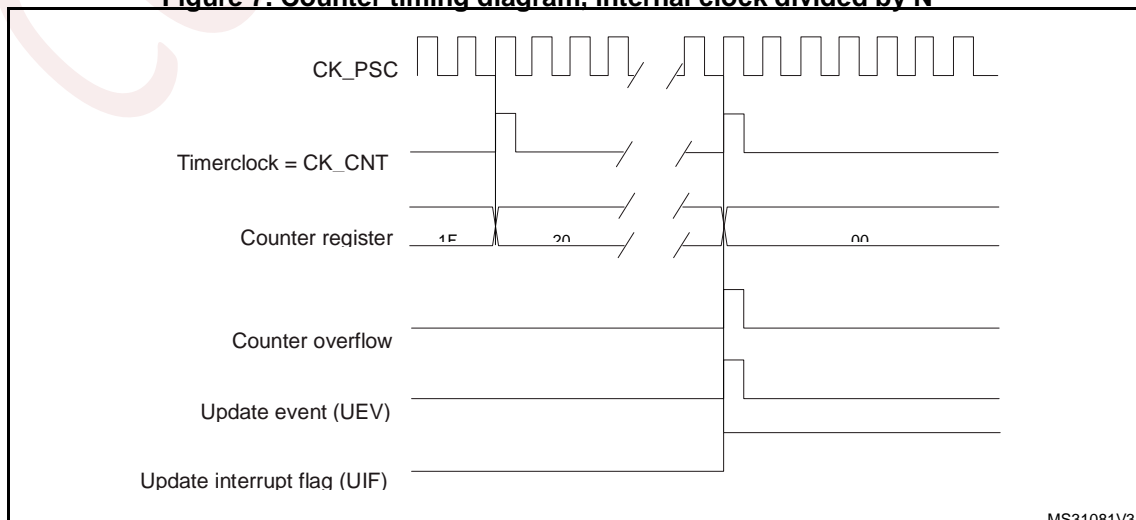 Figure 7. Counter timing diagram, internal clock divided by N
CK_PSC
Timerclock = CK_CNT
Counter register
1F
20
00
Counter overflow
Update event (UEV)
Update interrupt flag (UIF)
MS31081V3